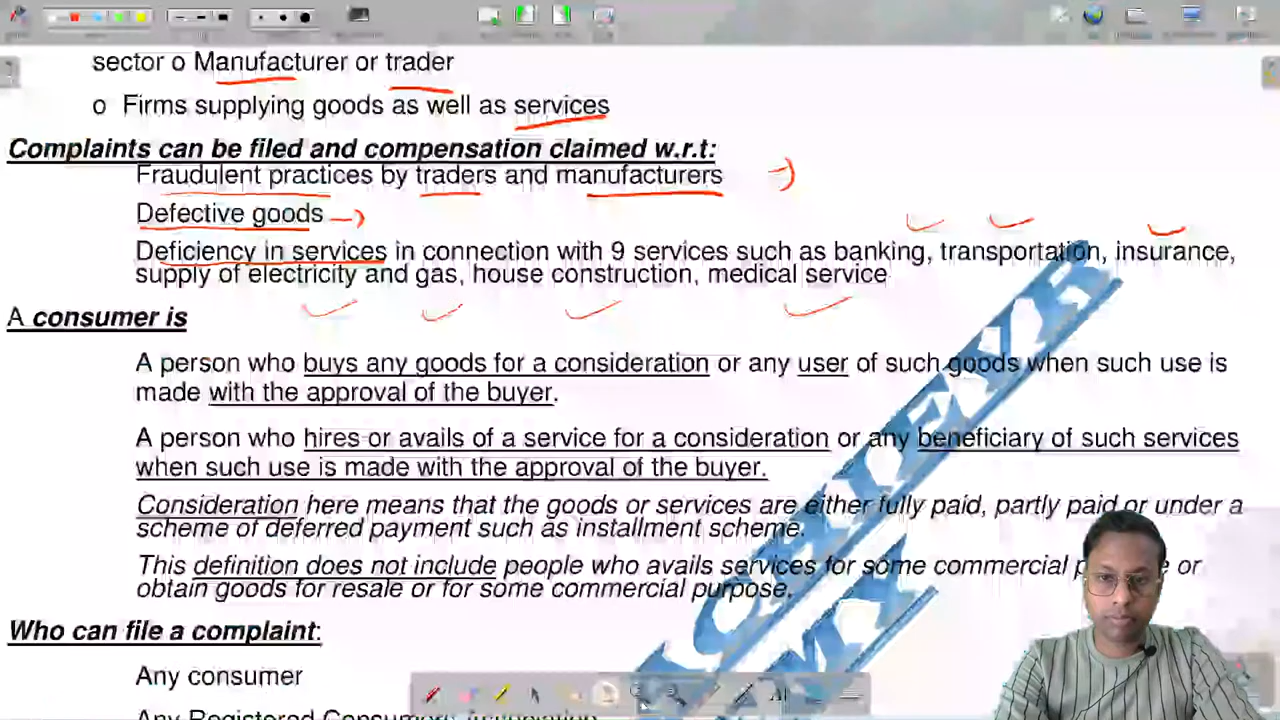 sector o Manufacturer or trader
o Firms supplying goods as well as services
Complaints can be filed and compensation claimed w.r.t:
Fraudulent practices by traders and manufacturers
Defective goods
Deficiency in services in connection with 9 services such as banking, transportation, insurance,
supply of electricity and gas, house construction, medical service
A consumer is
A person who buys any goods for a consideration or any user of such goods when such use is
made with the approval of the buyer.
A person who hires or avails of a service for a consideration or any beneficiary of such services
when such use is made with the approval of the buyer.
Consideration here means that the goods or services are either fully paid, partly paid or under a
scheme of deferred payment such as installment scheme.
This definition does not include people who avails services for some commercial or
obtain goods for resale or for some commercial purpose.
Who can file a complaint:
Any consumer
Any Registered